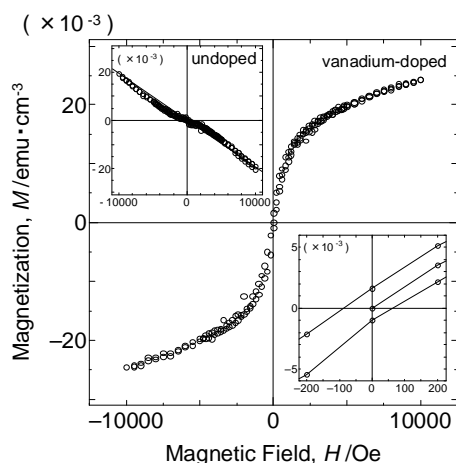 ( × 10⁻³ )
( × 10⁻³ )
undoped
vanadium-doped
20
0
-20
-10000
0
10000
20
0
−20
( × 10⁻³ )
5
0
−5
−200
−100
0
100
200
−10000
0
10000
Magnetization, M/emu・cm⁻³
Magnetic Field, H /Oe